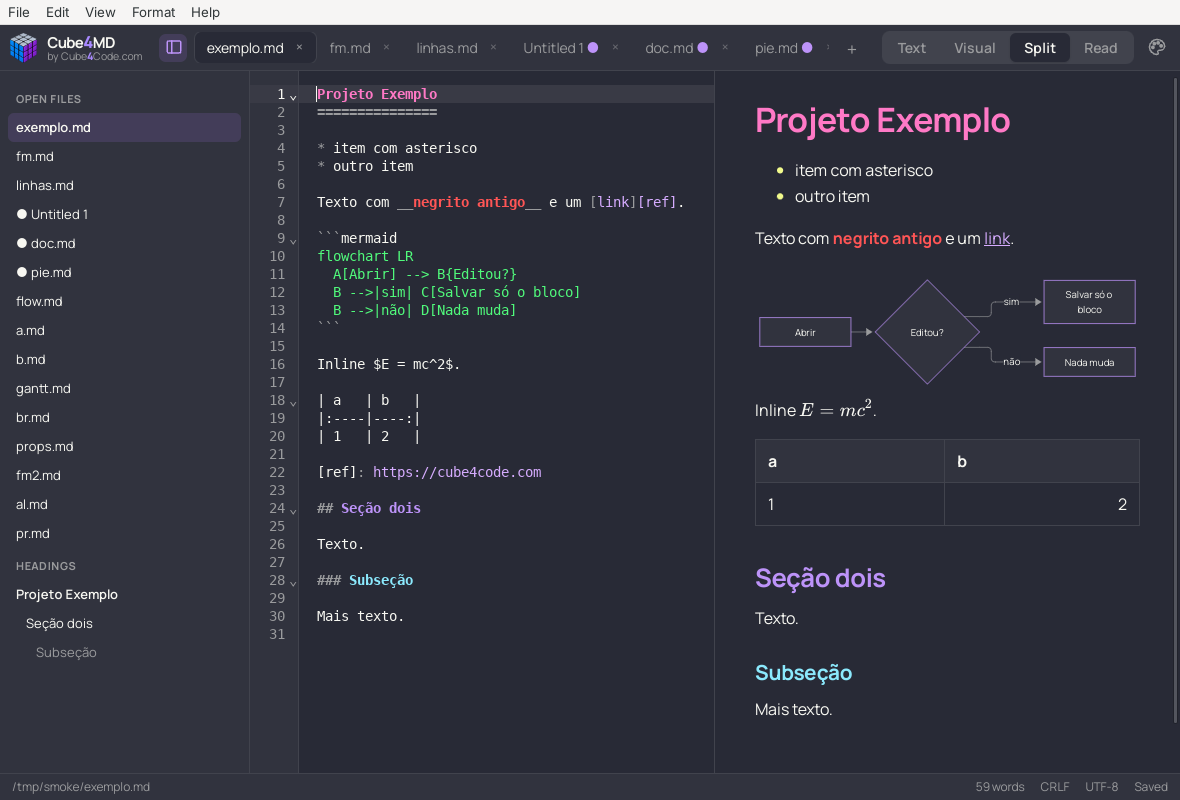 File Edit View Format Help
Cube4MD
by Cube4Code.com
exemplo.md × fm.md × linhas.md × Untitled 1 × doc.md × pie.md + Text Visual Split Read
OPEN FILES
exemplo.md
fm.md
linhas.md
Untitled 1
doc.md
pie.md
flow.md
a.md
b.md
gantt.md
br.md
props.md
fm2.md
al.md
pr.md
HEADINGS
Projeto Exemplo
Seção dois
Subseção
1 Projeto Exemplo
2 ===============
3
4 * item com asterisco
5 * outro item
6
7 Texto com __negrito antigo__ e um [link][ref].
8
9 ```mermaid
10 flowchart LR
11   A[Abrir] --> B{Editou?}
12   B -->|sim| C[Salvar só o bloco]
13   B -->|não| D[Nada muda]
14 ```
15
16 Inline $E = mc^2$.
17
18 | a   | b   |
19 |:----|----:|
20 | 1   | 2   |
21
22 [ref]: https://cube4code.com
23
24 ## Seção dois
25
26 Texto.
27
28 ### Subseção
29
30 Mais texto.
31
Projeto Exemplo
• item com asterisco
• outro item
Texto com negrito antigo e um link.
Abrir
Editou?
sim
Salvar só o
bloco
não
Nada muda
Inline E = mc².
a b
1 2
Seção dois
Texto.
Subseção
Mais texto.
/tmp/smoke/exemplo.md 59 words CRLF UTF-8 Saved